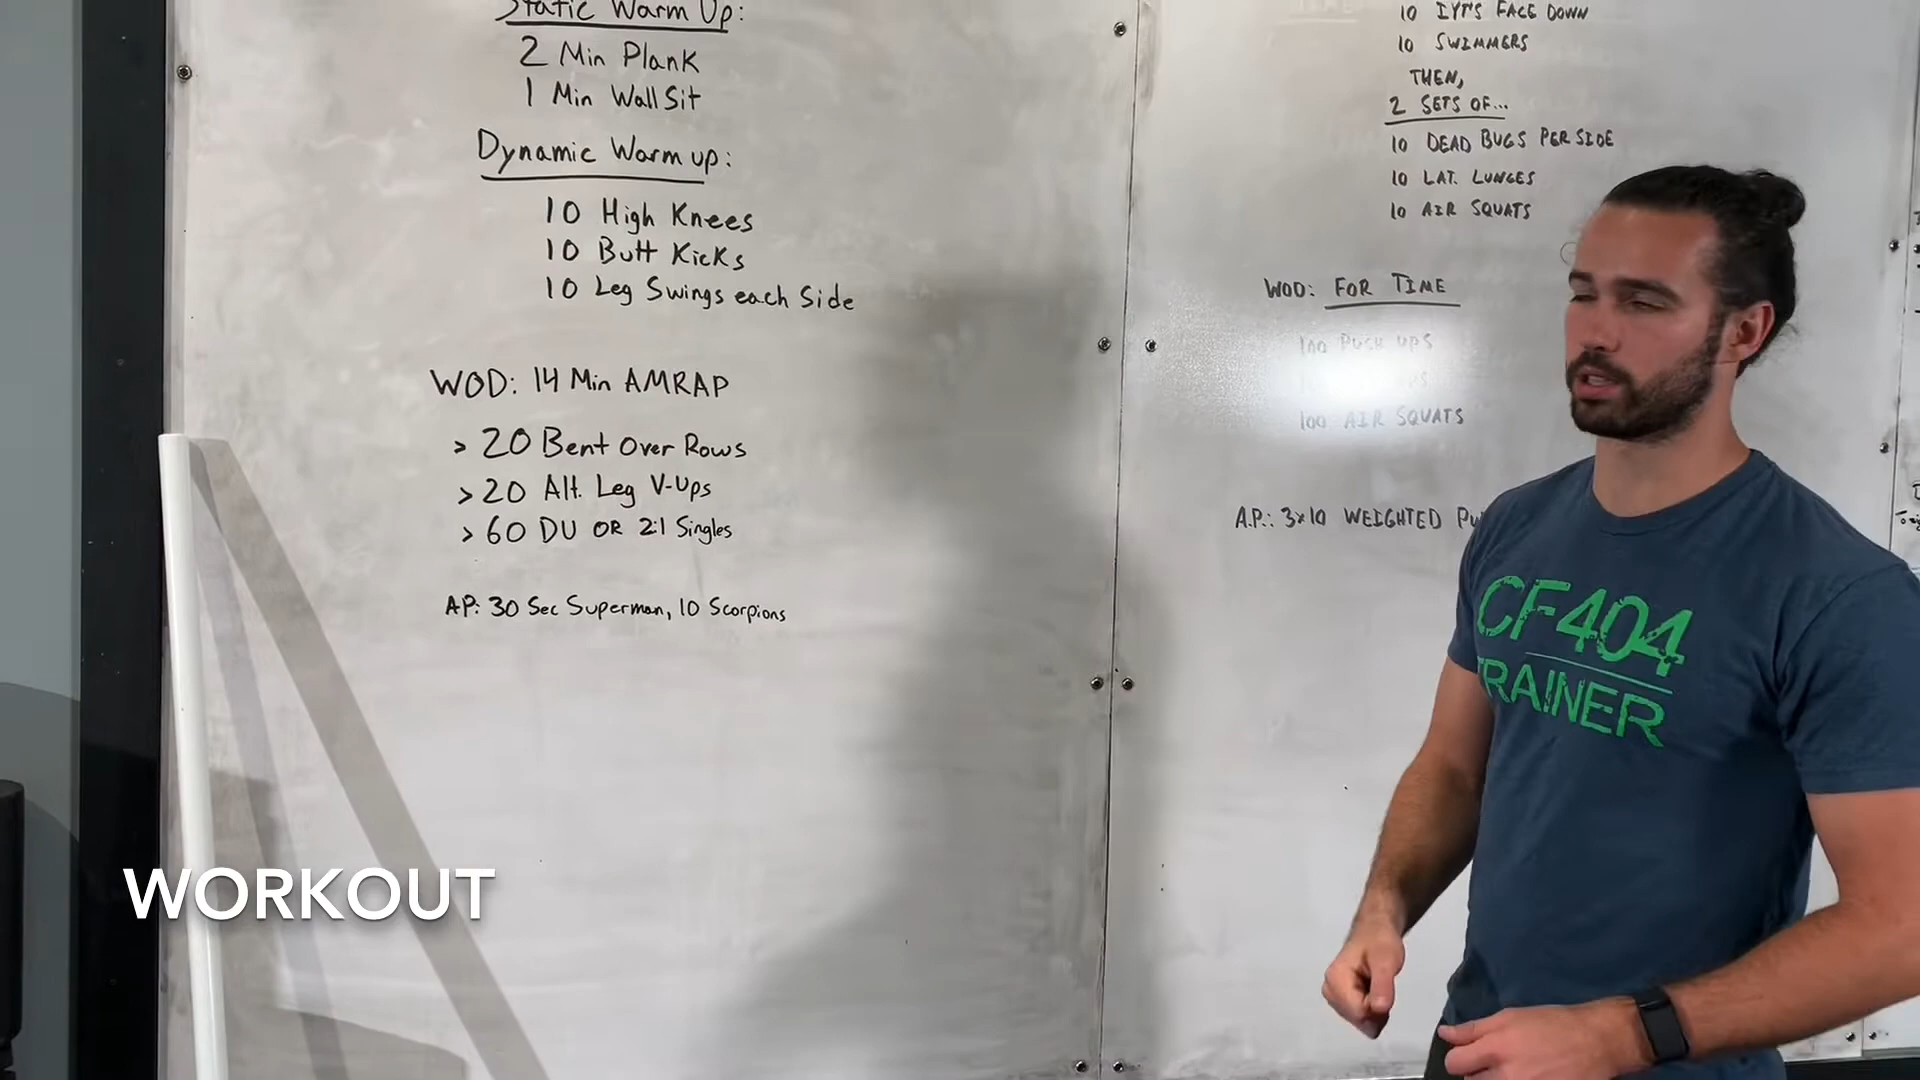 Static Warm Up:
2 Min Plank
1 Min Wall Sit
Dynamic Warm up:
10 High Knees
10 Butt Kicks
10 Leg Swings each Side
WOD: 14 Min AMRAP
> 20 Bent Over Rows
> 20 Alt. Leg V-Ups
> 60 DU OR 2:1 Singles
AP: 30 Sec Superman, 10 Scorpions
10 IYT'S FACE DOWN
10 SWIMMERS
THEN,
2 SETS OF...
10 DEAD BUGS PER SIDE
10 LAT. LUNGES
10 AIR SQUATS
WOD: FOR TIME
100 PUSH UPS
100 AIR SQUATS
A.P.: 3x10 WEIGHTED
CF404
TRAINER
WORKOUT